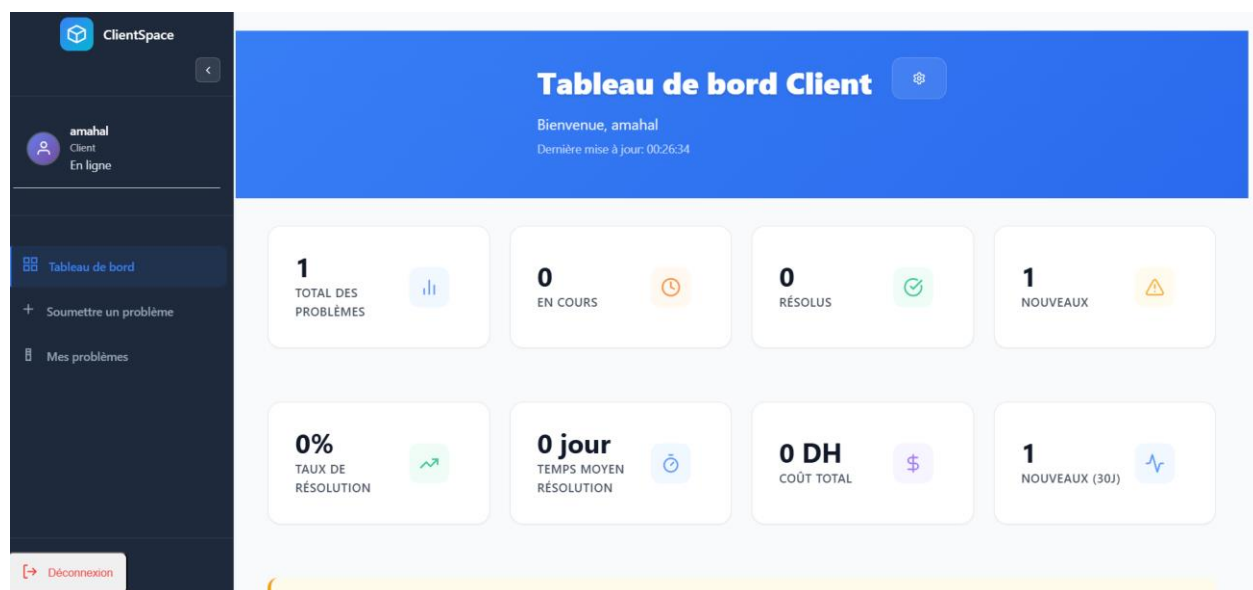 ClientSpace
amahal
Client
En ligne
Tableau de bord
Soumettre un problème
Mes problèmes
Déconnexion
Tableau de bord Client
Bienvenue, amahal
Dernière mise à jour: 00:26:34
1
TOTAL DES
PROBLÈMES
0
EN COURS
0
RÉSOLUS
1
NOUVEAUX
0%
TAUX DE
RÉSOLUTION
0 jour
TEMPS MOYEN
RÉSOLUTION
0 DH
COÛT TOTAL
1
NOUVEAUX (30J)